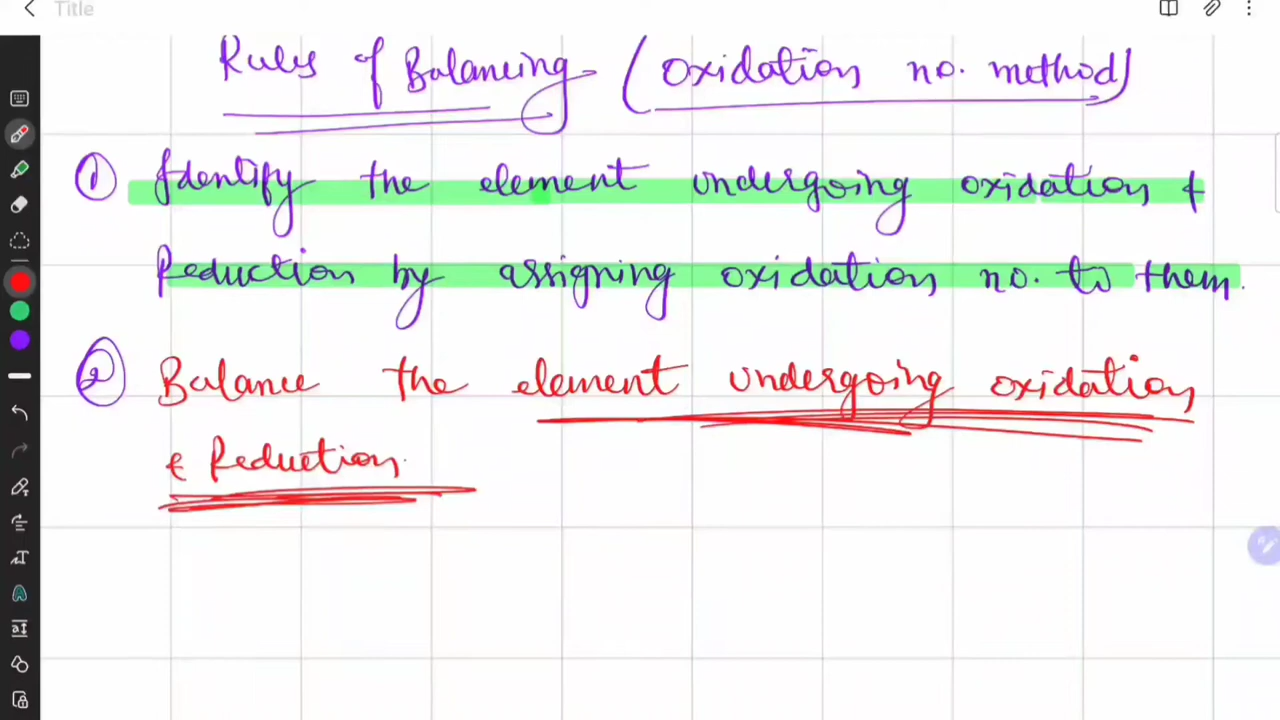 Title
Rules of Balancing (Oxidation no. method)
① Identify the element undergoing oxidation &
Reduction by assigning oxidation no. to them.
② Balance the element undergoing oxidation
& Reduction.